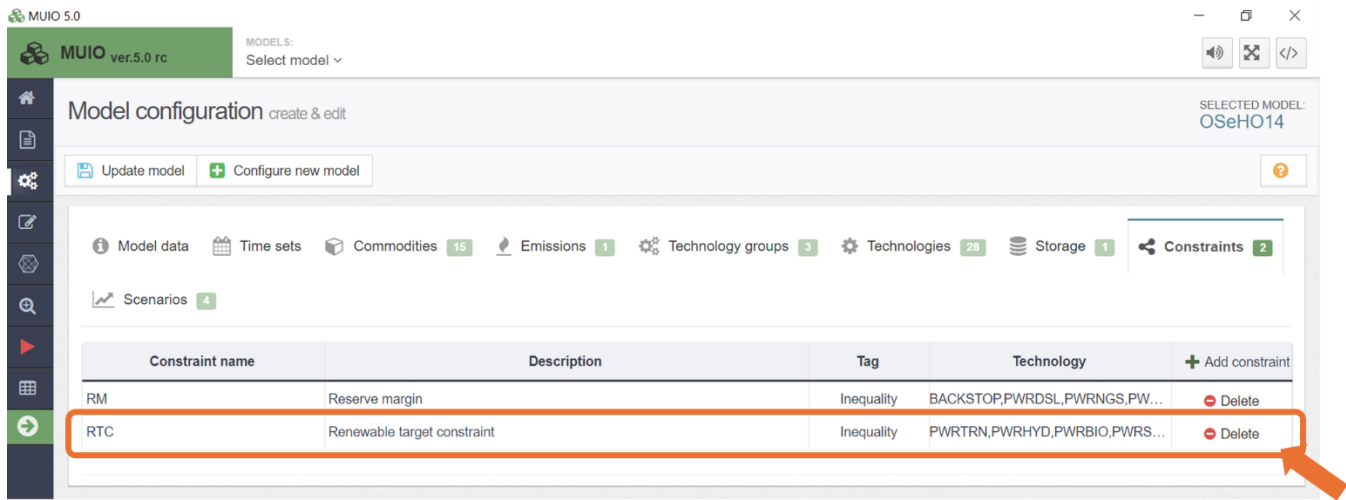 MUIO 5.0
MUIO ver.5.0 rc
MODELS:
Select model
Model configuration create & edit
SELECTED MODEL:
OSeHO14
Update model
Configure new model
Model data
Time sets
Commodities 15
Emissions 1
Technology groups 3
Technologies 28
Storage 1
Constraints 2
Scenarios 4
Constraint name Description Tag Technology Add constraint
RM Reserve margin Inequality BACKSTOP,PWRDSL,PWRNGS,PW... Delete
RTC Renewable target constraint Inequality PWRTRN,PWRHYD,PWRBIO,PWRS... Delete